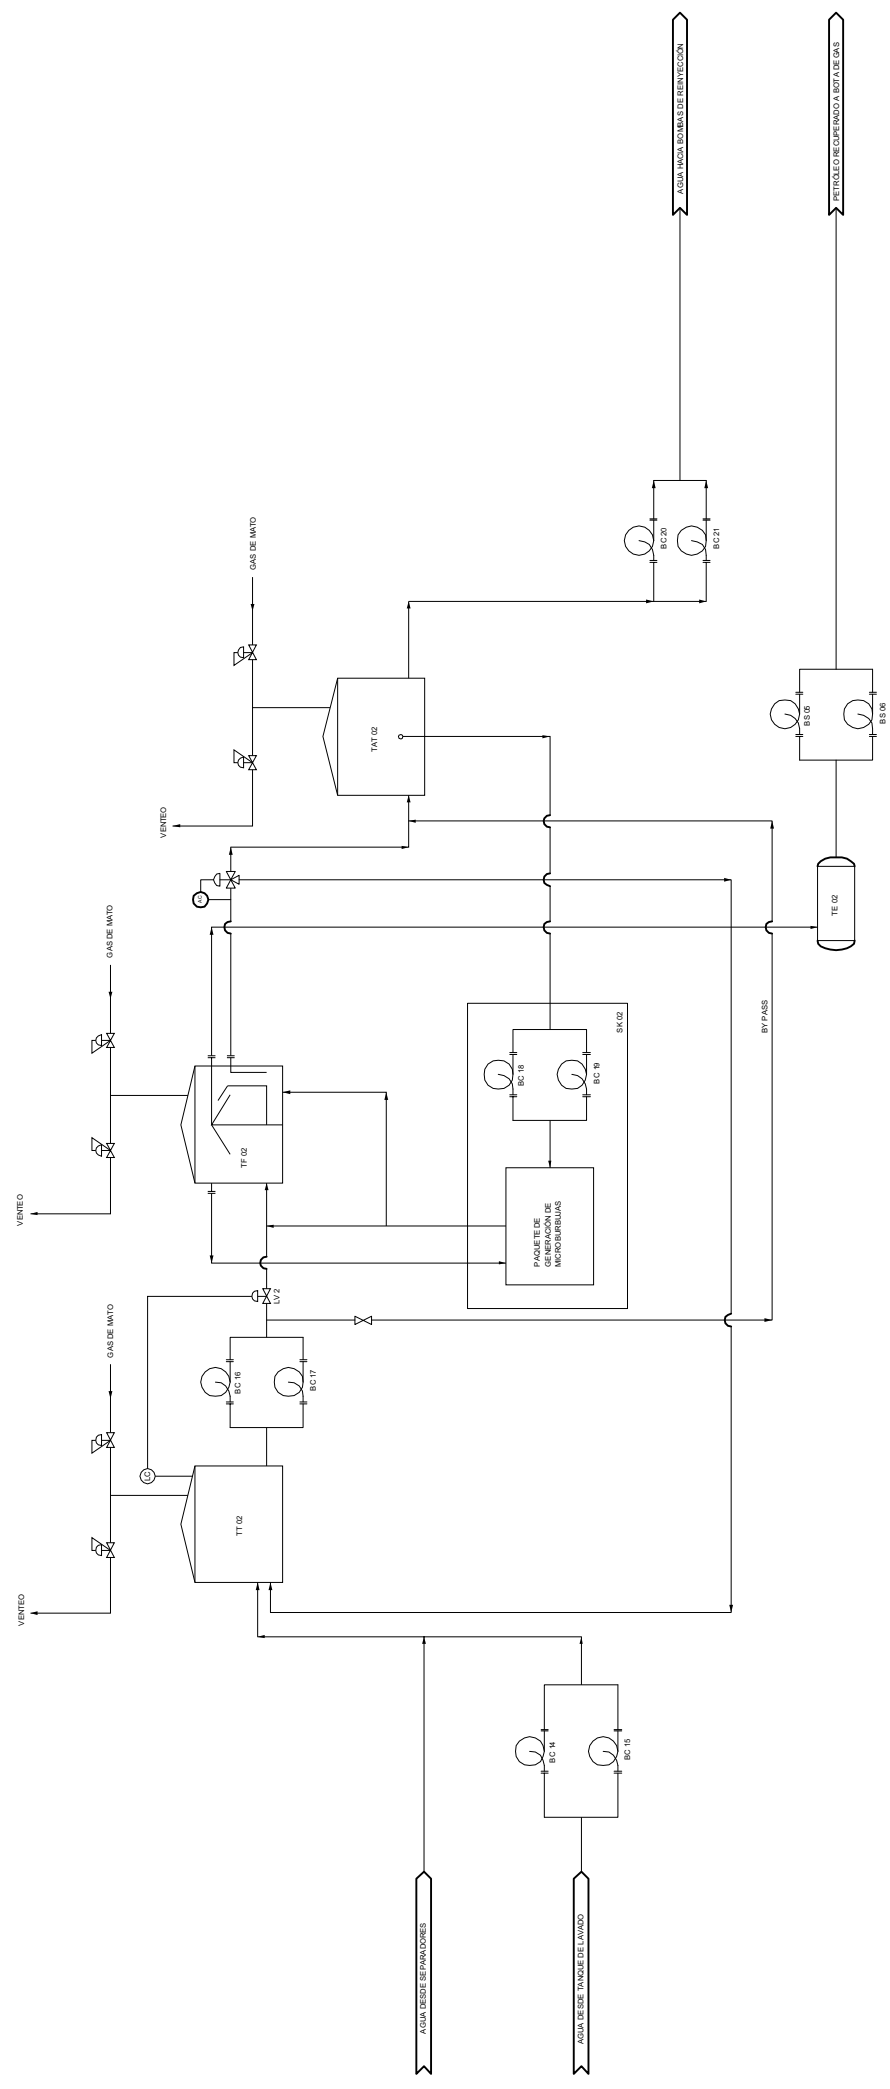 AGUA DESDE SEPARADORES
AGUA DESDE TANQUE DE LAVADO
BC 14
BC 15
VENTEO
GAS DE MATO
LC
TT 02
BC 16
BC 17
LV 2
VENTEO
GAS DE MATO
TF 02
PAQUETE DE
GENERACIÓN DE
MICROBURBUJAS
BC 18
BC 19
SK 02
BY PASS
AC
VENTEO
GAS DE MATO
TAT 02
TE 02
BC 20
BC 21
BS 05
BS 06
AGUA HACIA BOMBAS DE REINYECCIÓN
PETRÓLEO RECUPERADO A BOTA DE GAS